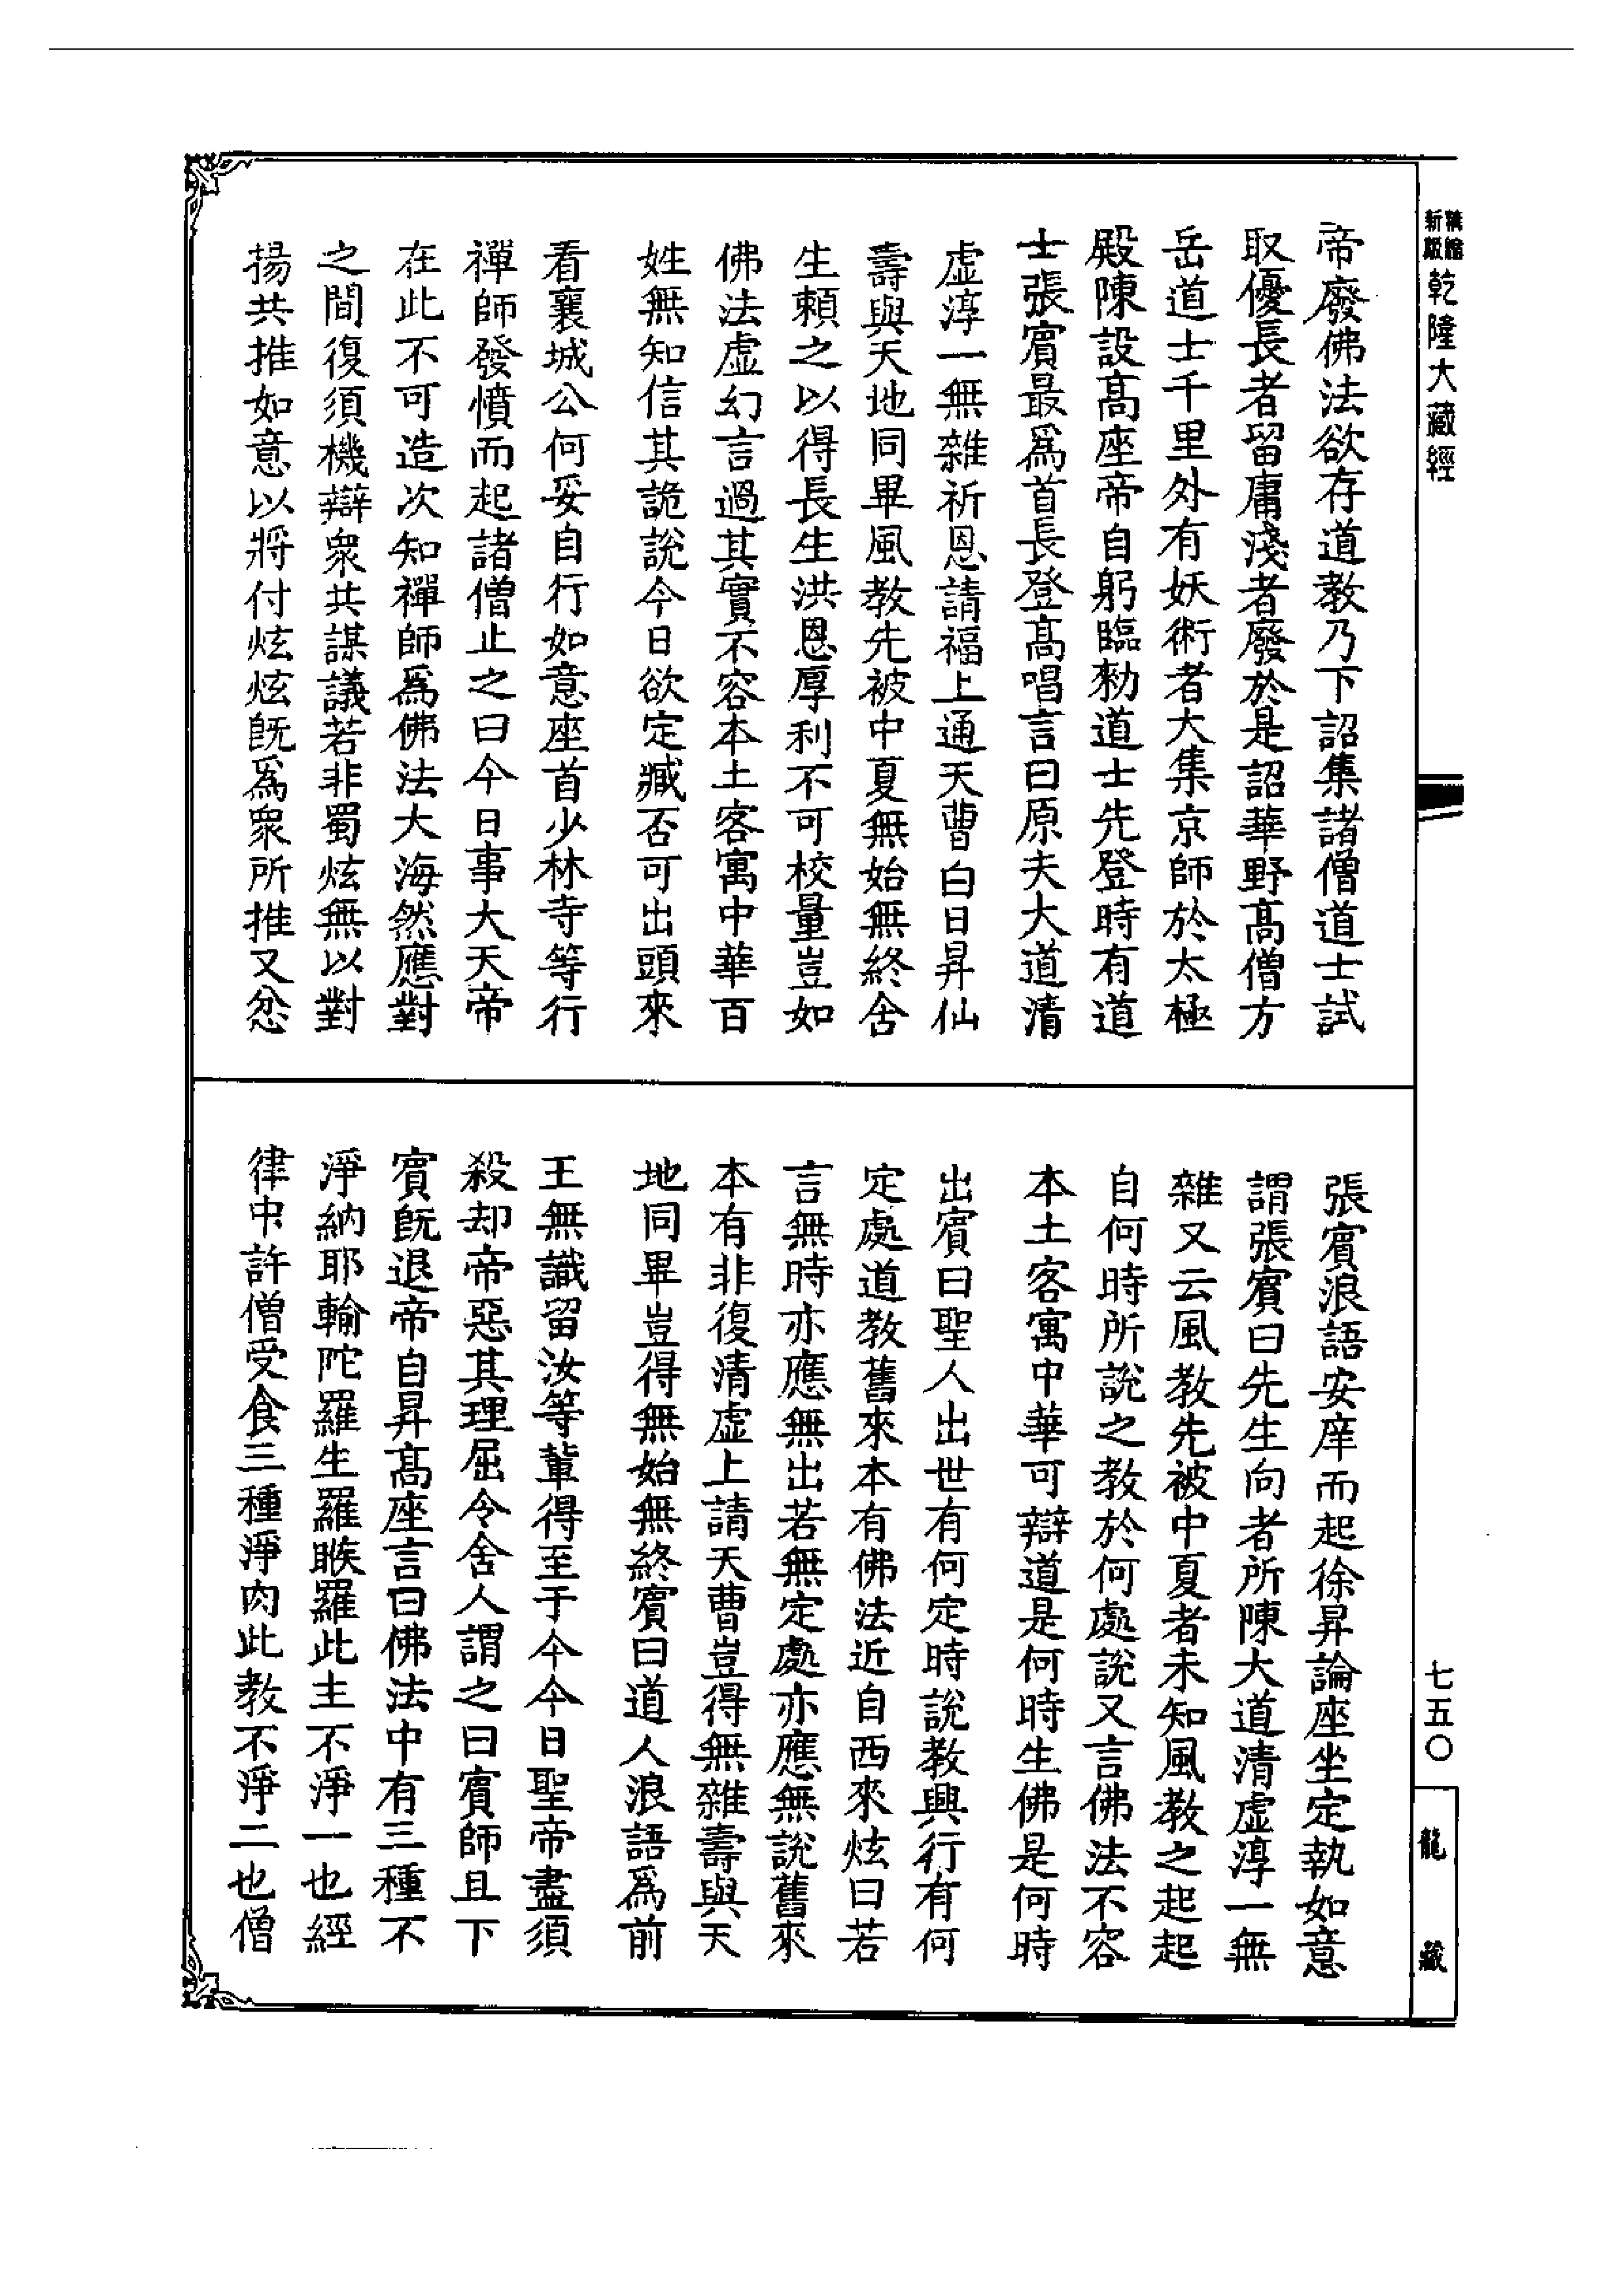 新編
縮版
乾隆大藏經
帝廢佛法欲存道教乃下詔集諸僧道士試
取優長者留庸淺者廢於是詔華野高僧方
岳道士千里外有妖術者大集京師於太極
殿陳設高座帝自躬臨勑道士先登時有道
士張賓最爲首長登高唱言曰原夫大道清
虛淳一無雜祈恩請福上通天曹白日昇仙
壽與天地同畢風教先被中夏無始無終含
生賴之以得長生洪恩厚利不可校量豈如
佛法虛幻言過其實不容本土客寓中華百
姓無知信其詭說今日欲定臧否可出頭來
看襄城公何妥自行如意座首少林寺等行
禪師發憤而起諸僧止之曰今日事大天帝
在此不可造次知禪師爲佛法大海然應對
之間復須機辯衆共謀議若非蜀炫無以對
揚共推如意以將付炫炫旣爲衆所推又忿
張賓浪語安庠而起徐昇論座坐定執如意
謂張賓曰先生向者所陳大道清虛淳一無
雜又云風教先被中夏者未知風教之起起
自何時所說之教於何處說又言佛法不容
本土客寓中華可辯道是何時生佛是何時
出賓曰聖人出世有何定時說教興行有何
定處道教舊來本有佛法近自西來炫曰若
言無時亦應無出若無定處亦應無說舊來
本有非復清虛上請天曹豈得無雜壽與天
地同畢豈得無始無終賓曰道人浪語爲前
王無識留汝等輩得至于今今日聖帝盡須
殺却帝惡其理屈令舍人謂之曰賓師且下
賓旣退帝自昇高座言曰佛法中有三種不
淨納耶輸陀羅生羅睺羅此主不淨一也經
律中許僧受食三種淨肉此教不淨二也僧
七五〇
龍藏